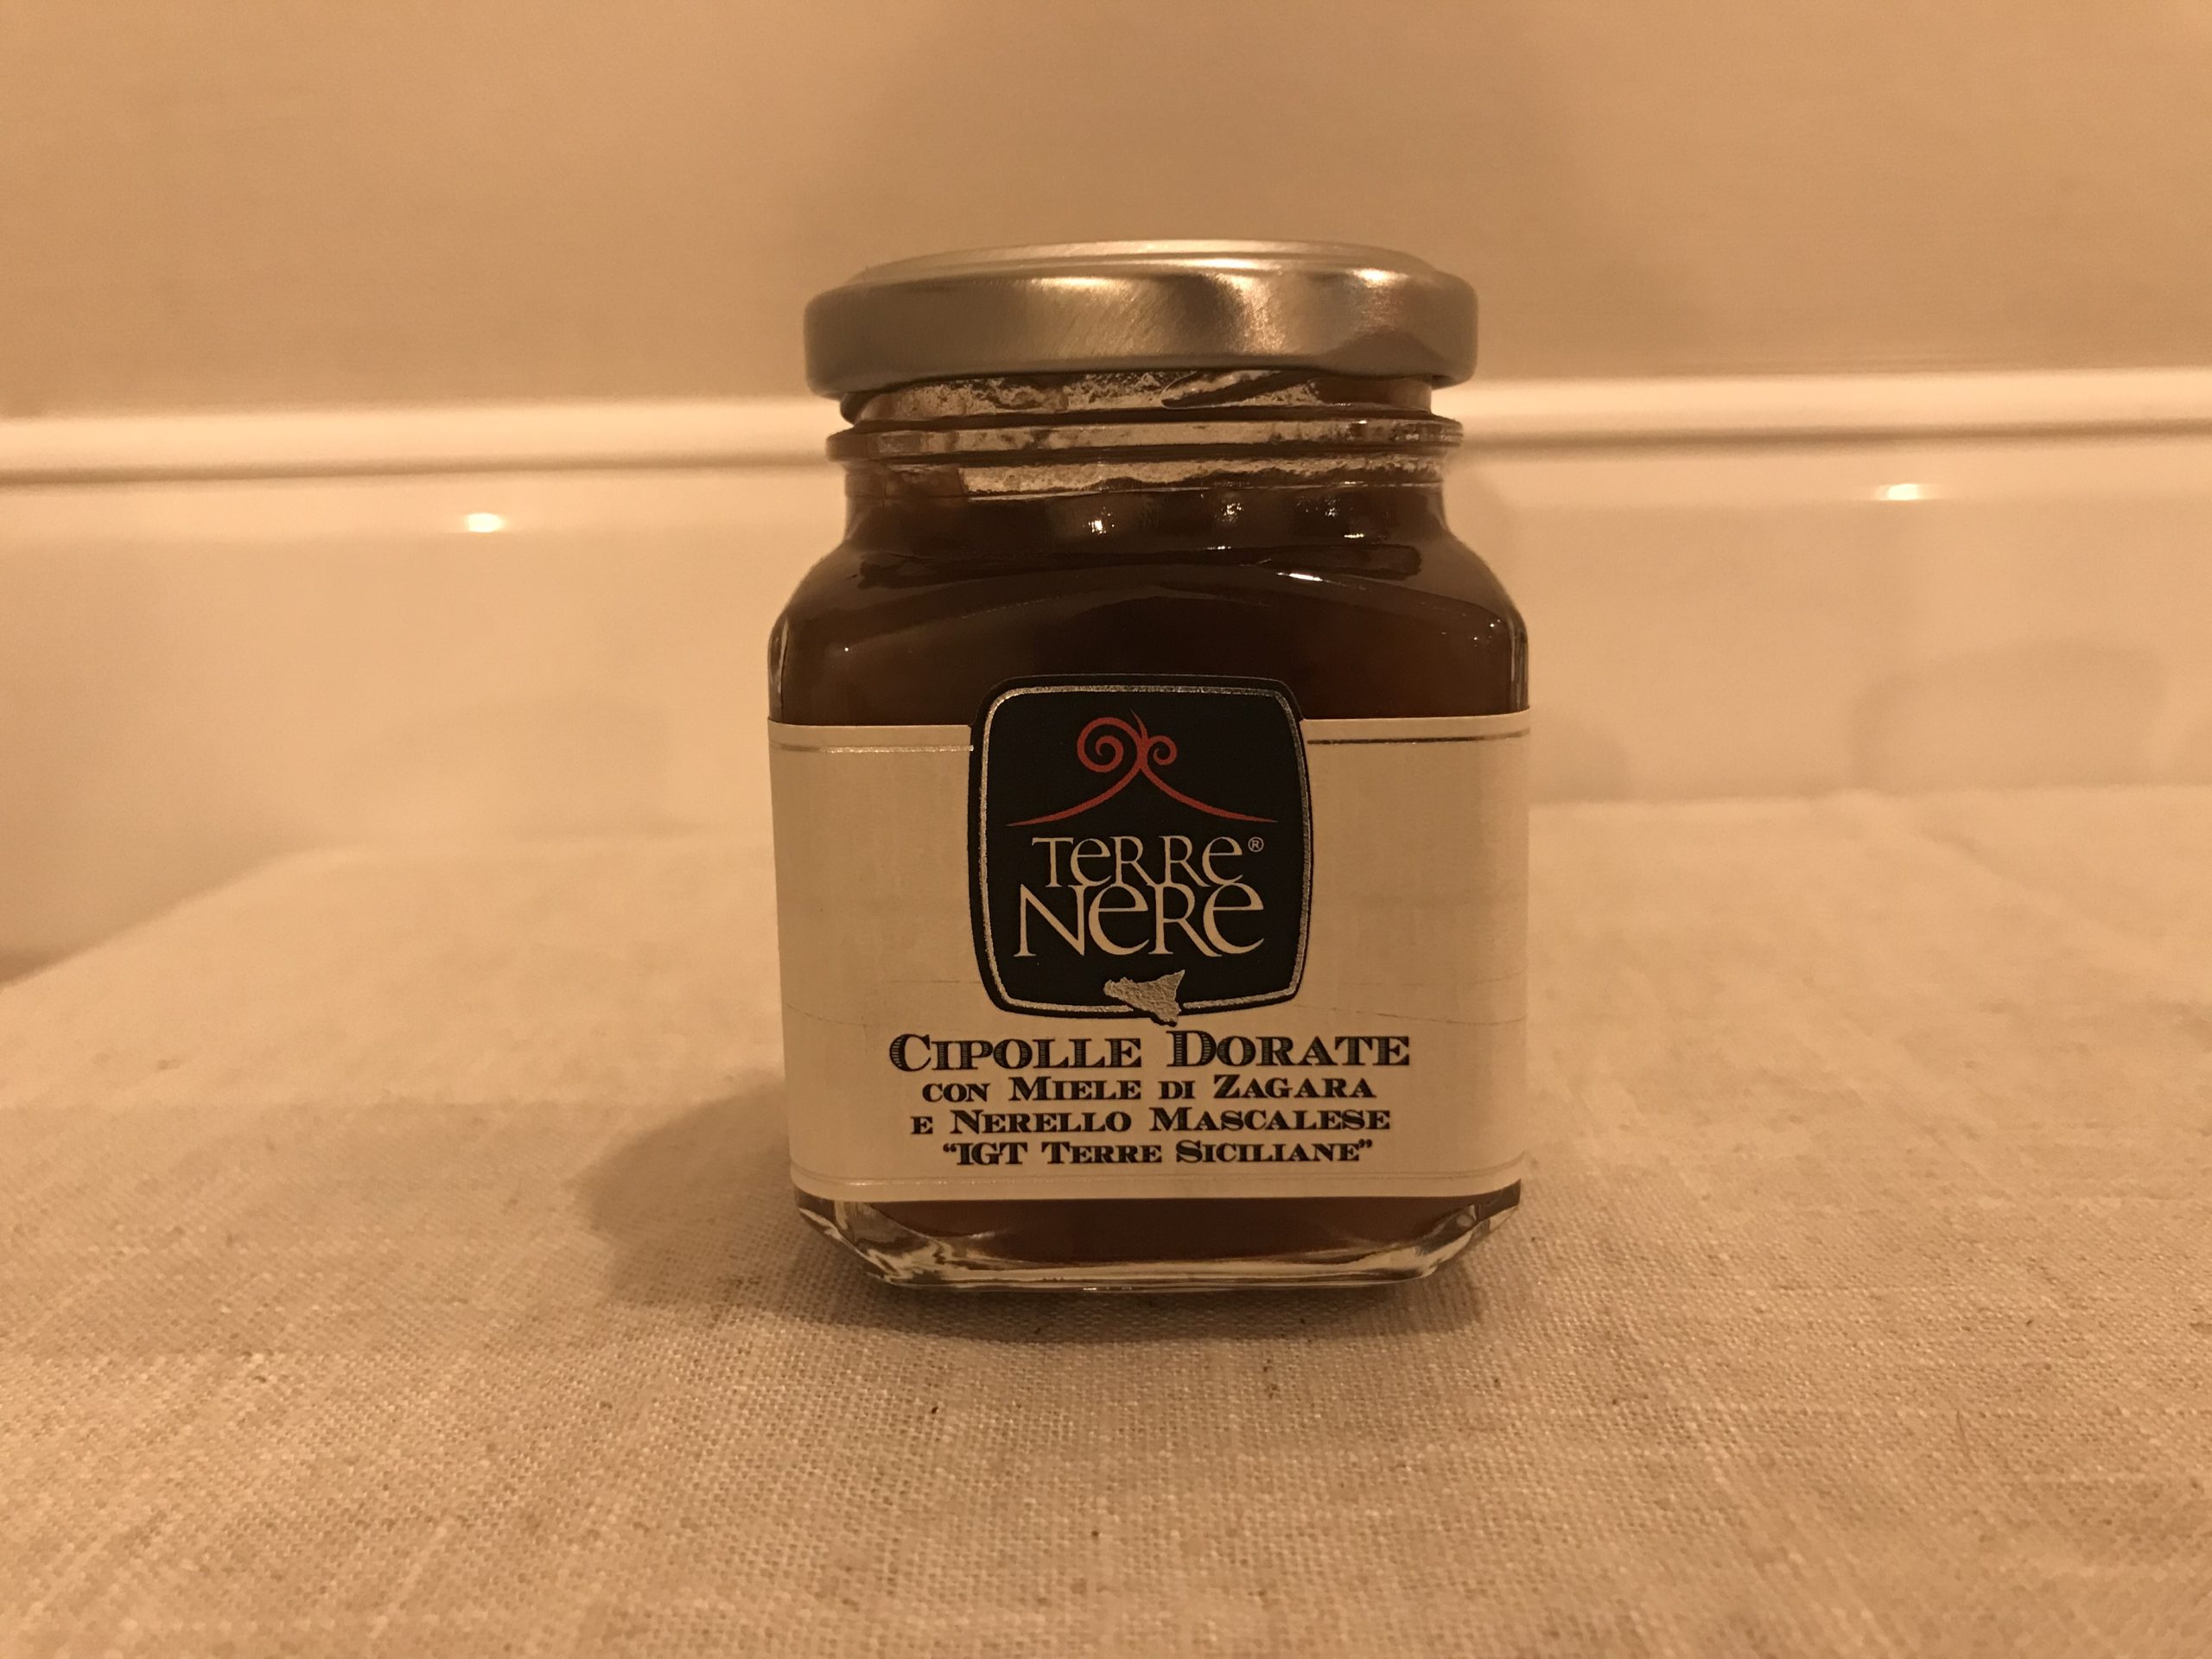 TERRE®
NERE
CIPOLLE DORATE
CON MIELE DI ZAGARA
E NERELLO MASCALESE
“IGT TERRE SICILIANE”